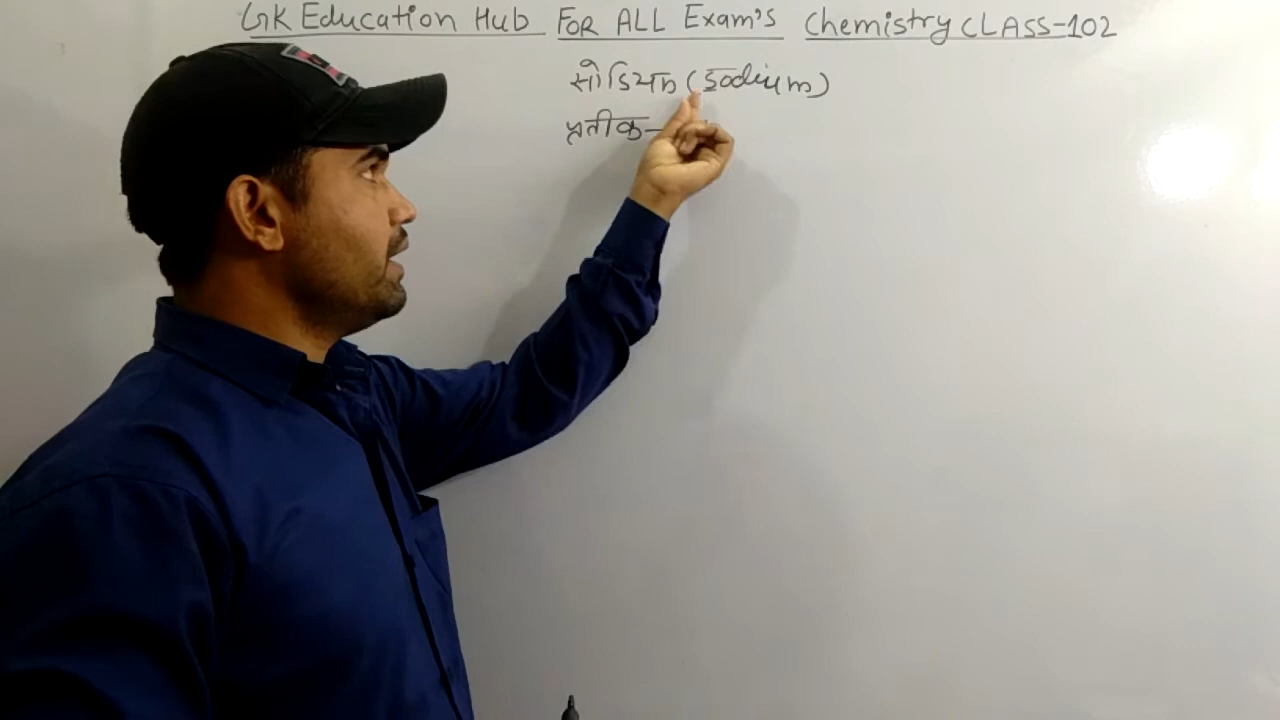 GK Education Hub FOR ALL Exam's Chemistry CLASS-102
सोडियम (Sodium)
प्रतीक-